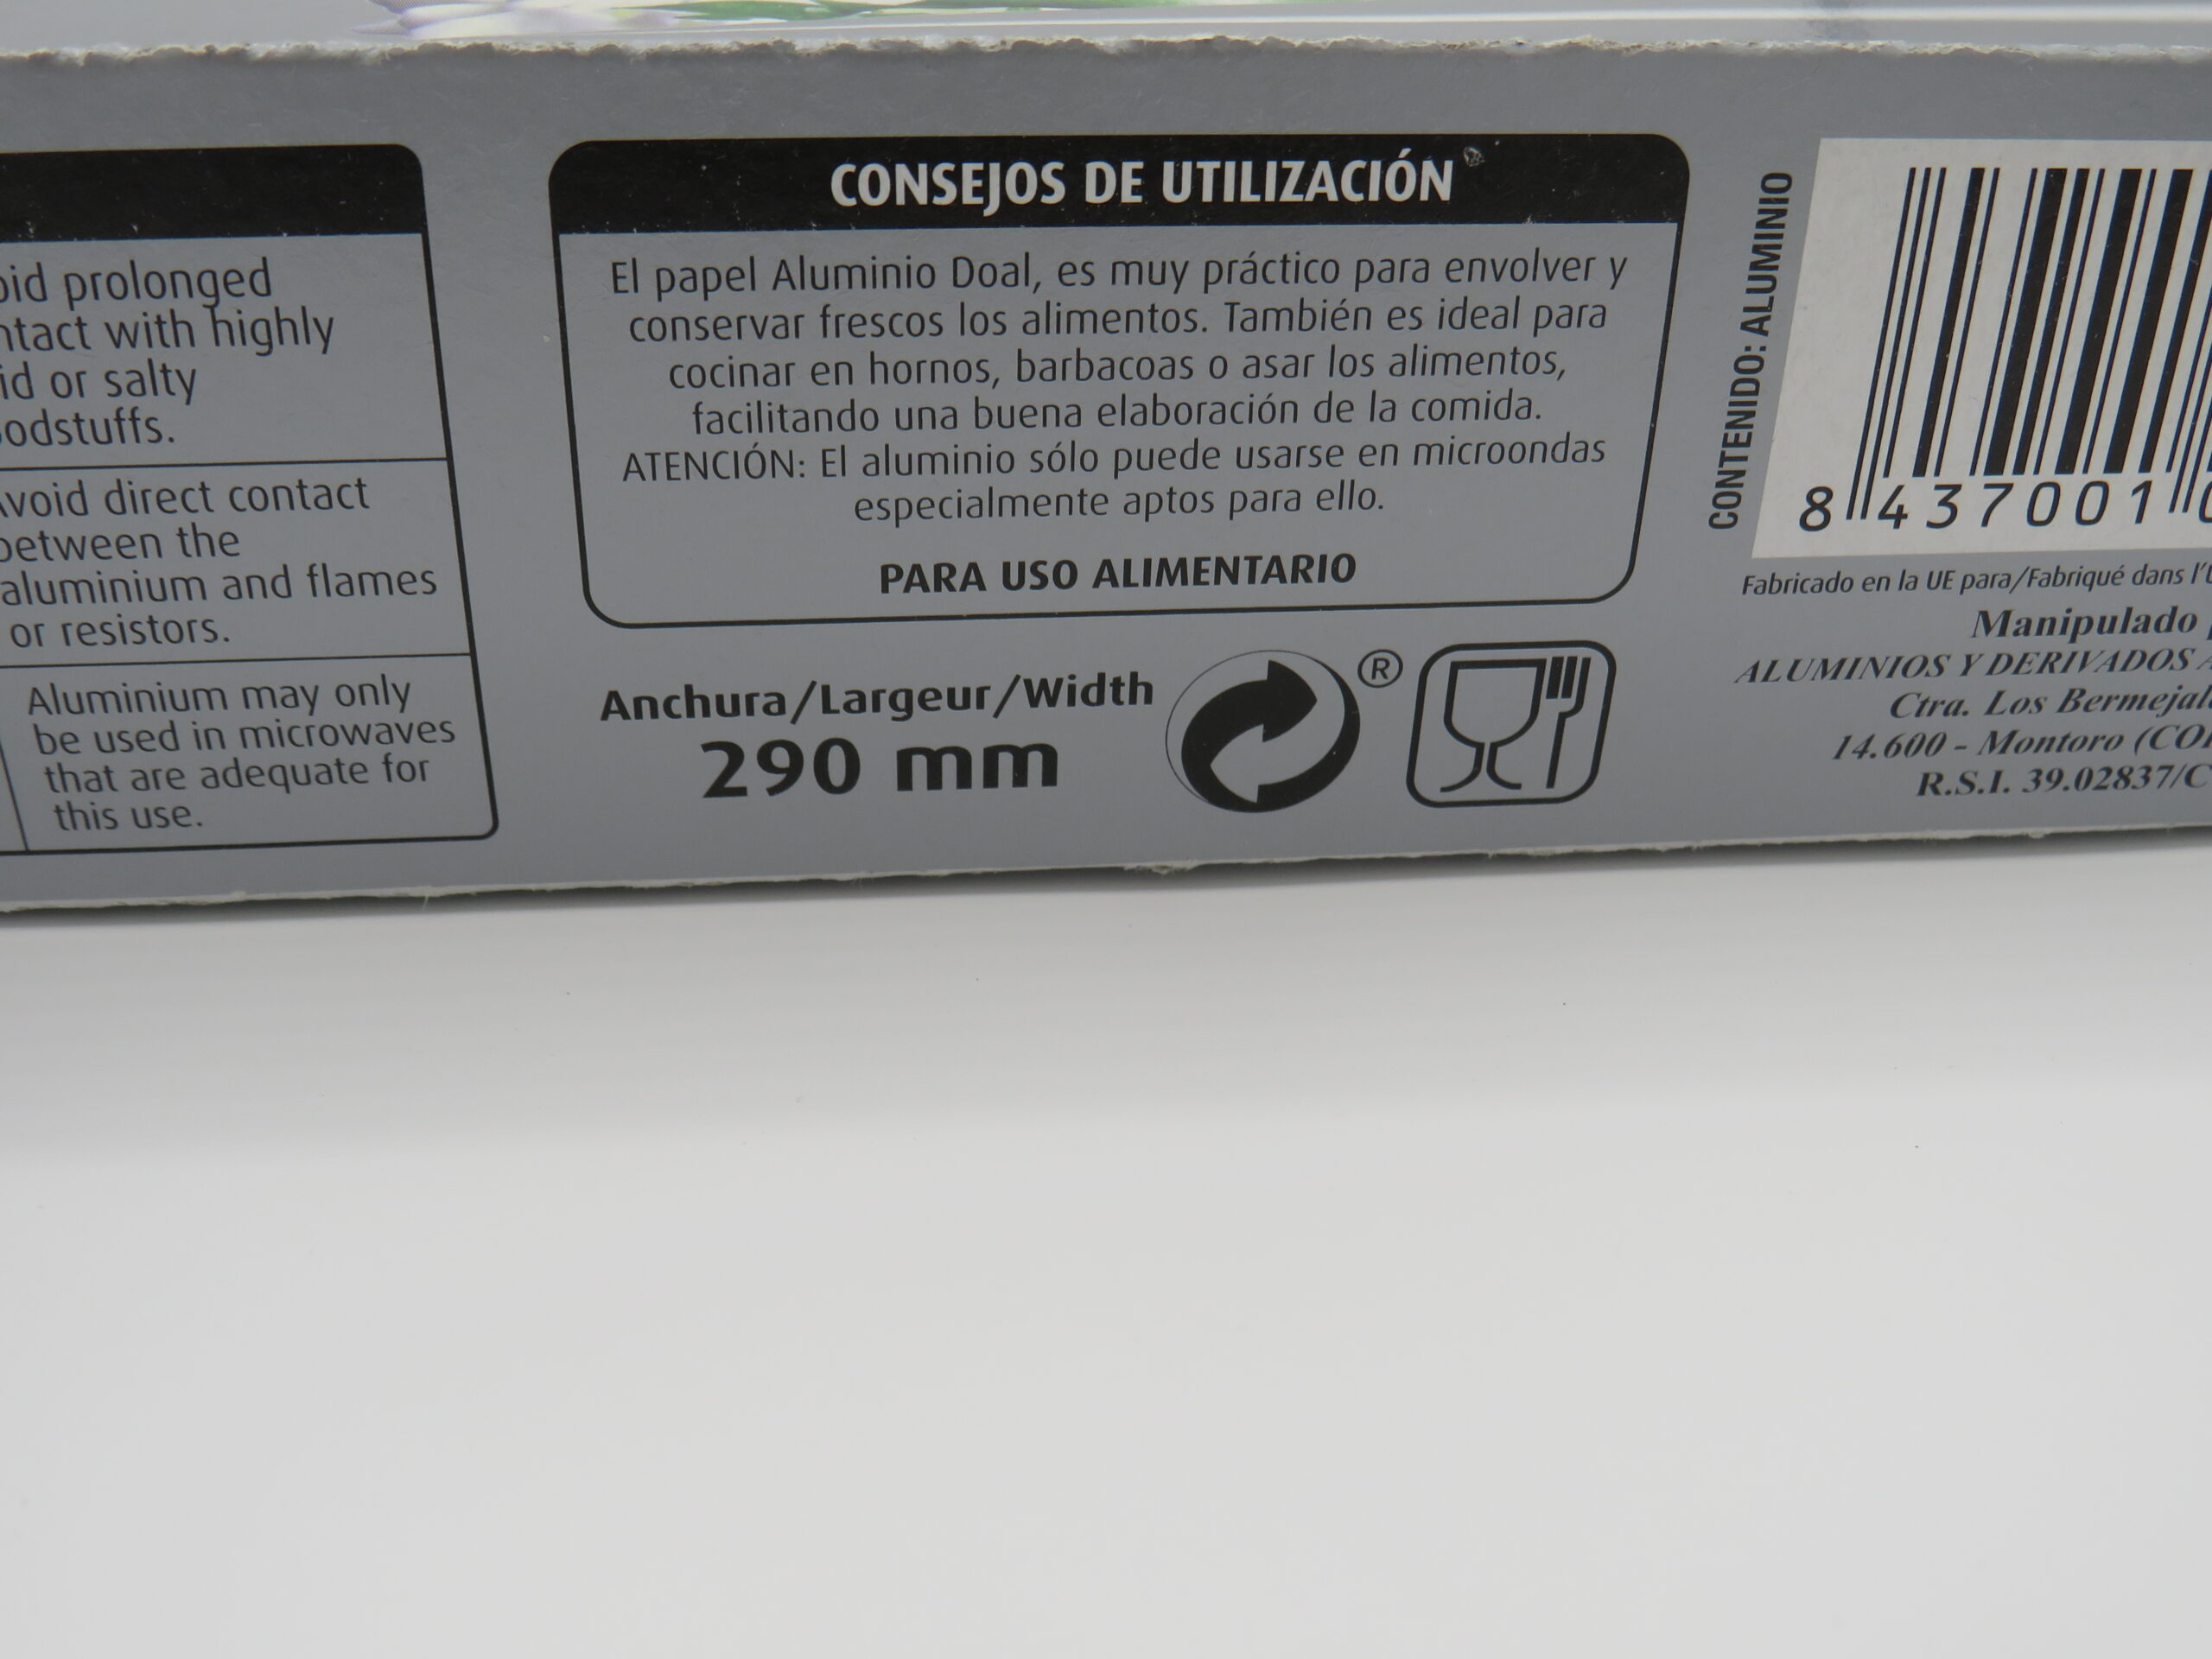 prolonged
with highly
or salty
between the
aluminium and flames
or resistors.
direct contact
Aluminium may only
be used in microwaves
that are adequate for
this use.
CONSEJOS DE UTILIZACIÓN
El papel Aluminio Doal, es muy práctico para envolver y
conservar frescos los alimentos. También es ideal para
cocinar en hornos, barbacoas o asar los alimentos,
facilitando una buena elaboración de la comida.
ATENCIÓN: El aluminio sólo puede usarse en microondas
especialmente aptos para ello.
PARA USO ALIMENTARIO
Anchura/Largeur/Width
290 mm
®
CONTENIDO: ALUMINIO
8 437001
Fabricado en la UE para/Fabriqué dans
Manipulado
ALUMINIOS Y DERIVADOS
Ctra. Los
14.600 - Montoro
R.S.I. 39.02837/